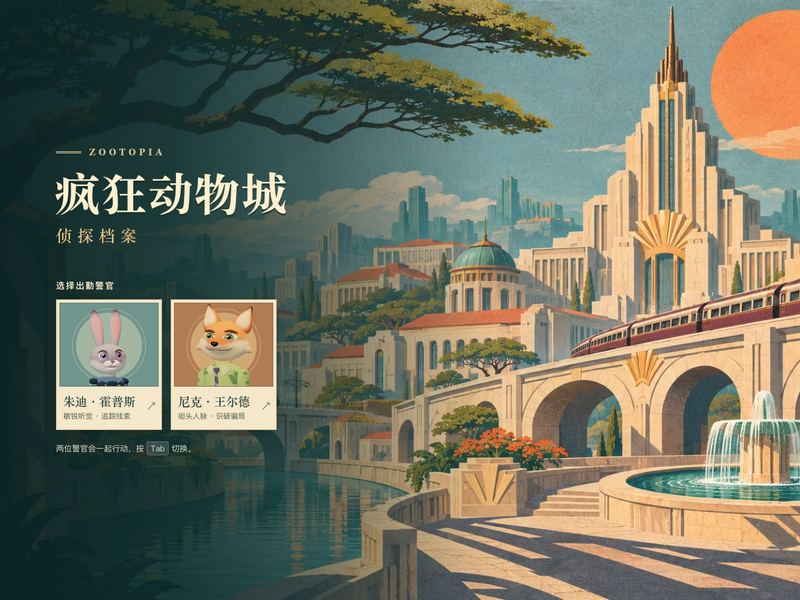 ZOOTOPIA
疯狂动物城
侦探档案
选择出勤警官
朱迪·霍普斯
敏锐听觉·追踪线索
尼克·王尔德
街头人脉·识破骗局
两位警官会一起行动，按 Tab 切换。